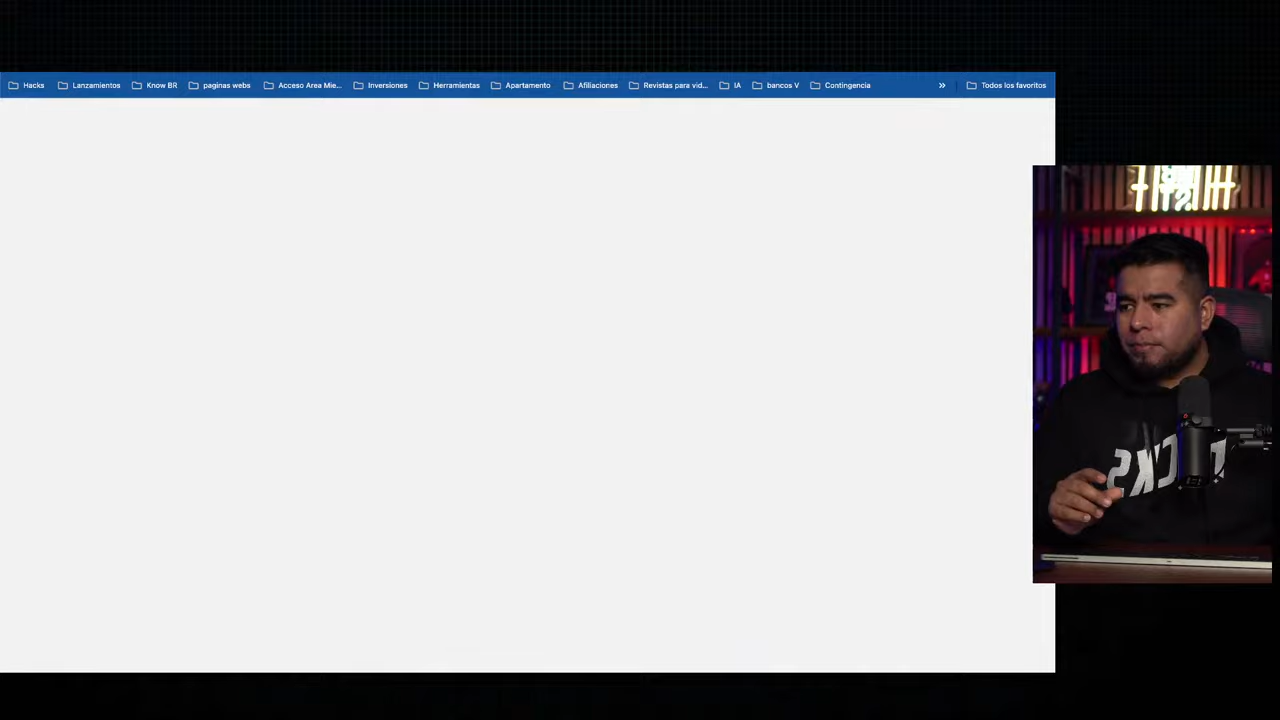 Hacks Lanzamientos Know BR paginas webs Acceso Area Mie... Inversiones Herramientas Apartamento Afiliaciones Revistas para vid... IA bancos V Contingencia » Todos los favoritos